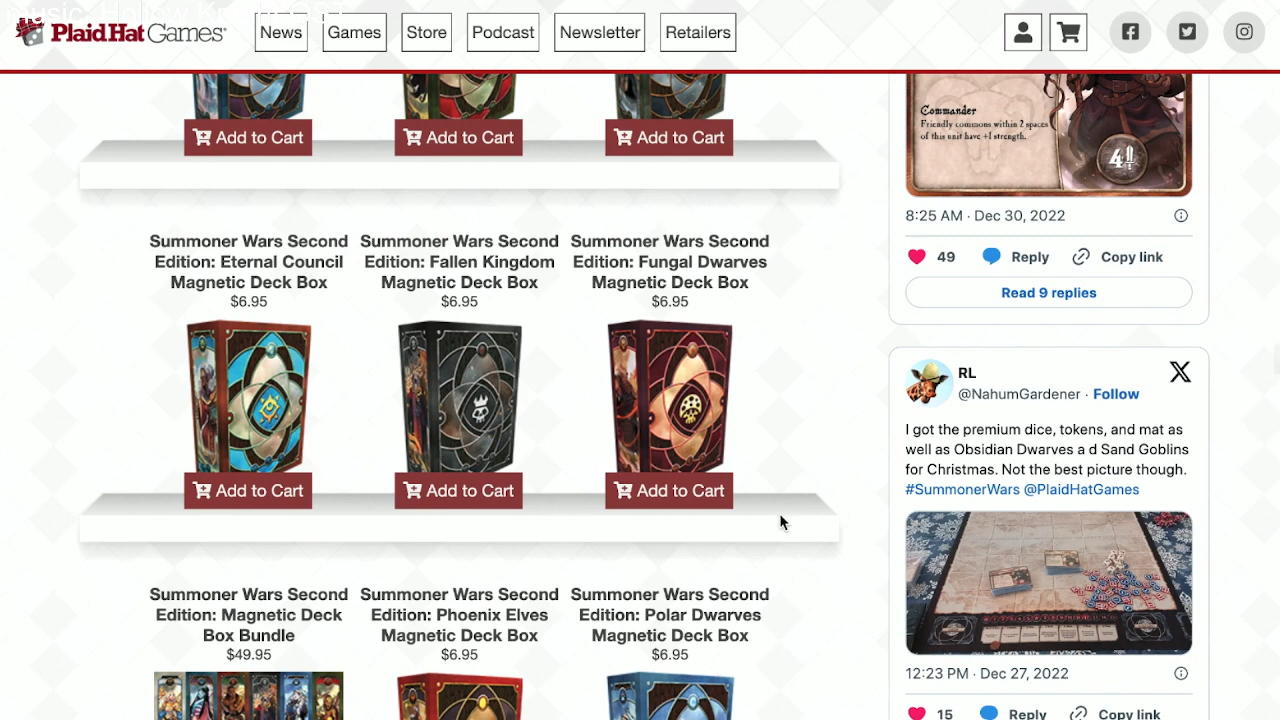 music: Hollow Knight OST
Plaid Hat Games
News
Games
Store
Podcast
Newsletter
Retailers
Add to Cart
Add to Cart
Add to Cart
Summoner Wars Second
Edition: Eternal Council
Magnetic Deck Box
$6.95
Summoner Wars Second
Edition: Fallen Kingdom
Magnetic Deck Box
$6.95
Summoner Wars Second
Edition: Fungal Dwarves
Magnetic Deck Box
$6.95
Add to Cart
Add to Cart
Add to Cart
Summoner Wars Second
Edition: Magnetic Deck
Box Bundle
$49.95
Summoner Wars Second
Edition: Phoenix Elves
Magnetic Deck Box
$6.95
Summoner Wars Second
Edition: Polar Dwarves
Magnetic Deck Box
$6.95
Commander
Friendly commons within 2 spaces
of this unit have +1 strength.
4
8:25 AM · Dec 30, 2022
49 Reply Copy link
Read 9 replies
RL
@NahumGardener · Follow
I got the premium dice, tokens, and mat as
well as Obsidian Dwarves a d Sand Goblins
for Christmas. Not the best picture though.
#SummonerWars @PlaidHatGames
12:23 PM · Dec 27, 2022
15 Reply Copy link